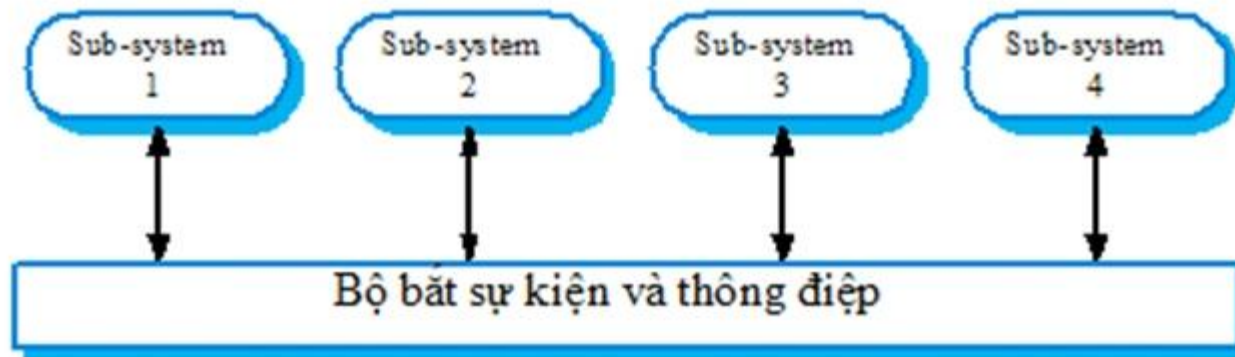 Sub-system
1
Sub-system
2
Sub-system
3
Sub-system
4
Bộ bắt sự kiện và thông điệp